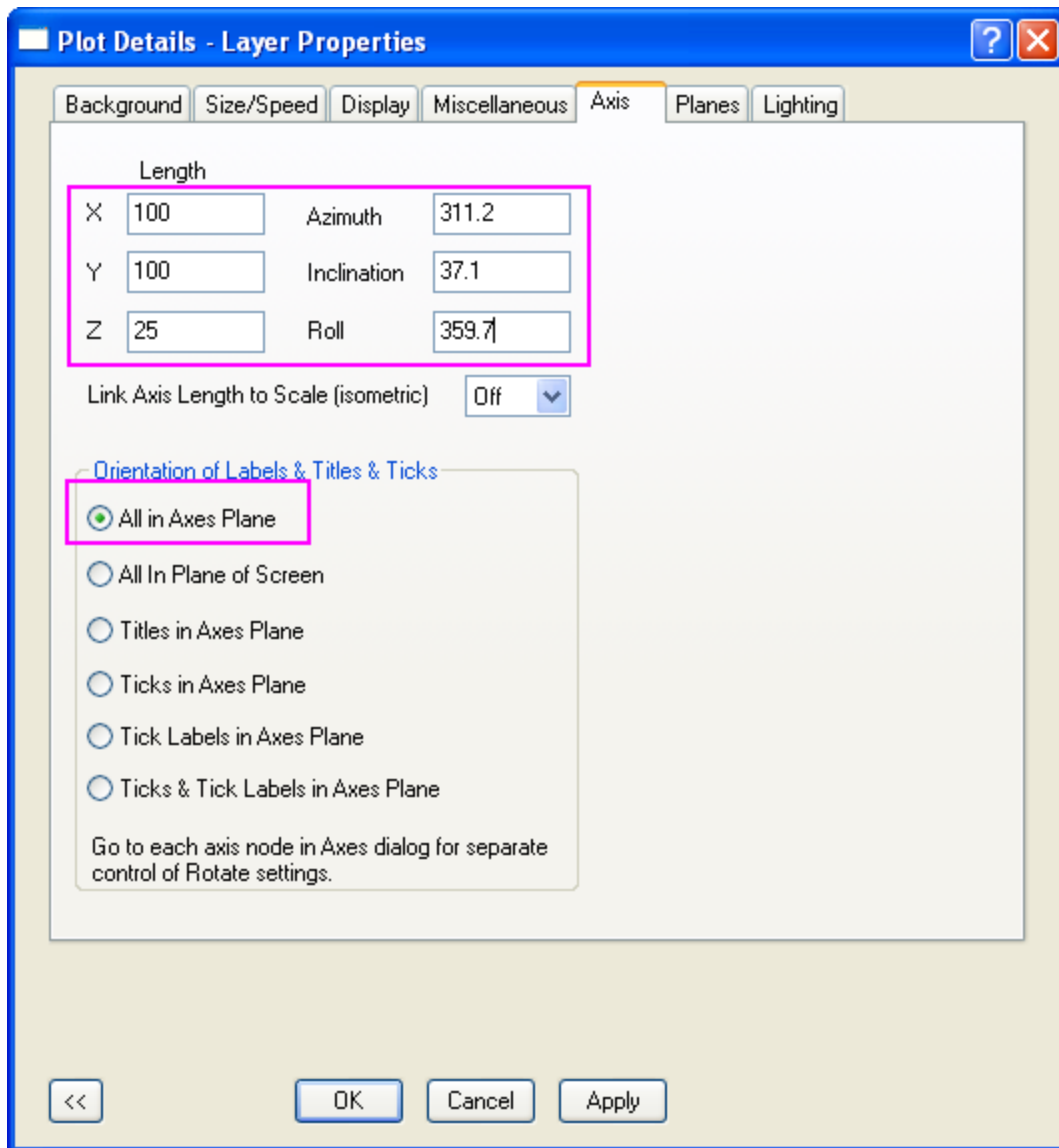 Plot Details - Layer Properties
Background Size/Speed Display Miscellaneous Axis Planes Lighting
Length
X 100 Azimuth 311.2
Y 100 Inclination 37.1
Z 25 Roll 359.7
Link Axis Length to Scale (isometric) Off
Orientation of Labels & Titles & Ticks
All in Axes Plane
All In Plane of Screen
Titles in Axes Plane
Ticks in Axes Plane
Tick Labels in Axes Plane
Ticks & Tick Labels in Axes Plane
Go to each axis node in Axes dialog for separate
control of Rotate settings.
<< OK Cancel Apply